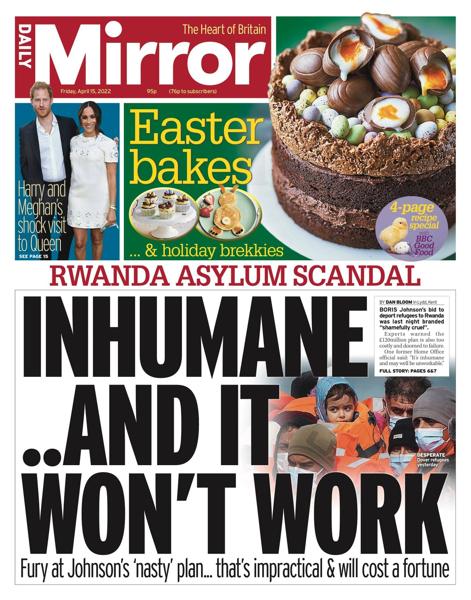 DAILY
Mirror
The Heart of Britain
Friday, April 15, 2022
95p
(76p to subscribers)
Harry and
Meghan's
shock visit
to Queen
SEE PAGE 15
Easter
bakes
... & holiday brekkies
4-page
recipe
special
BBC
Good
Food
RWANDA ASYLUM SCANDAL
INHUMANE
..AND IT
WON'T WORK
BY DAN BLOOM in Lydd, Kent
BORIS Johnson's bid to
deport refugees to Rwanda
was last night branded
"shamefully cruel".
Experts warned the
£120million plan is also too
costly and doomed to failure.
One former Home Office
official said: "It's inhumane
and may well be unworkable."
FULL STORY: PAGES 6&7
DESPERATE
Dover refugees
yesterday
Fury at Johnson's 'nasty' plan... that's impractical & will cost a fortune